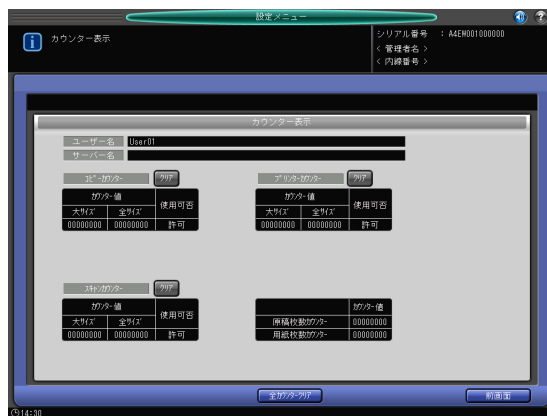 設定メニュー
カウンター表示
シリアル番号 : A4EW001000000
< 管理者名 >
< 内線番号 >
カウンター表示
ユーザー名 User01
サーバー名
コピーカウンター クリア
カウンター値 使用可否
大サイズ 全サイズ
00000000 00000000 許可
プリンターカウンター クリア
カウンター値 使用可否
大サイズ 全サイズ
00000000 00000000 許可
スキャンカウンター クリア
カウンター値 使用可否
大サイズ 全サイズ
00000000 00000000 許可
カウンター値
原稿枚数カウンター 00000000
用紙枚数カウンター 00000000
全カウンタークリア
前画面
14:30